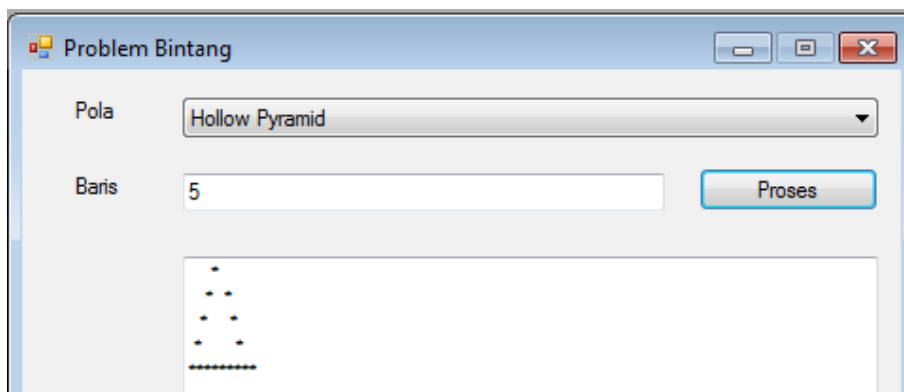 Problem Bintang
Pola
Hollow Pyramid
Baris
5
Proses
    *
   * *
  *   *
 *     *
*********